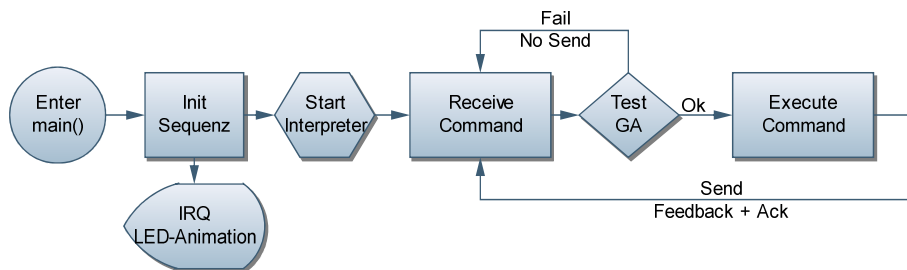 Fail
No Send
Enter
main()
Init
Sequenz
Start
Interpreter
Receive
Command
Test
GA
Ok
Execute
Command
Send
Feedback + Ack
IRQ
LED-Animation